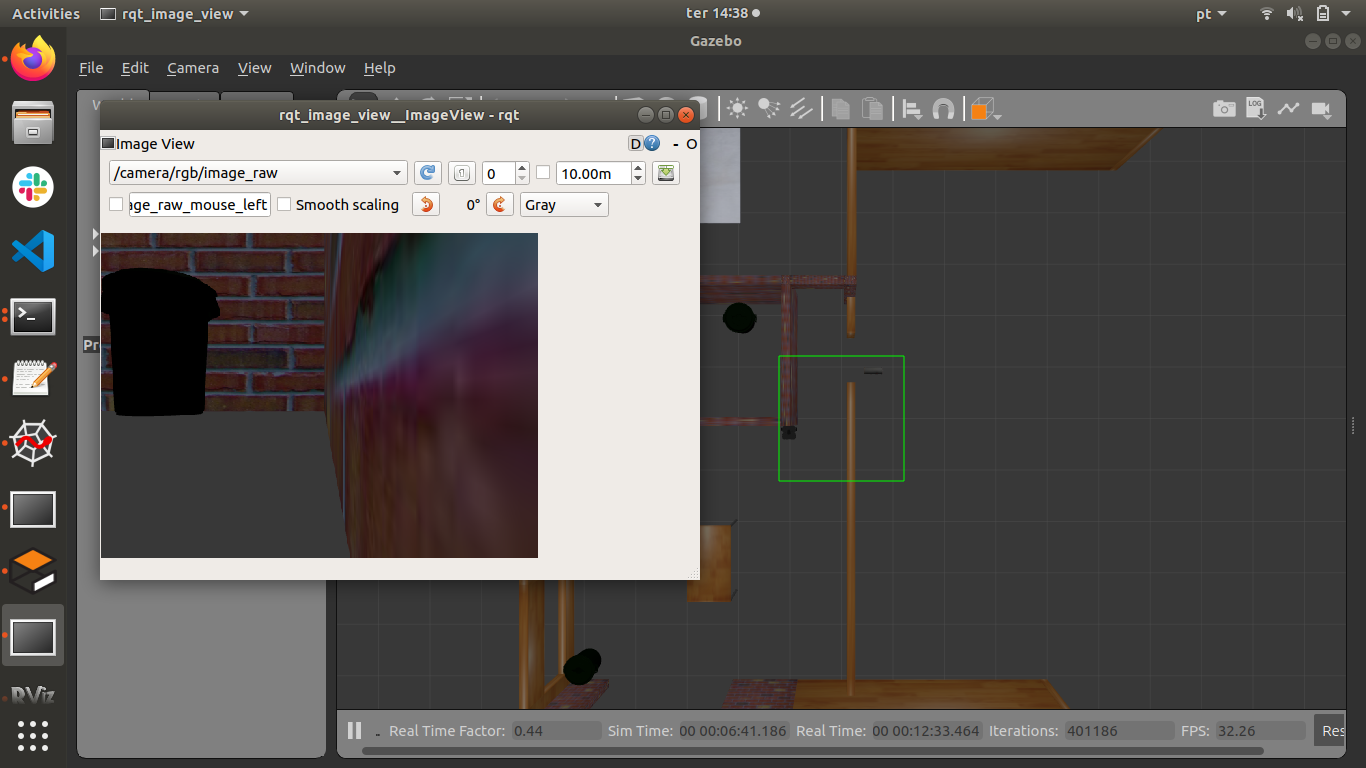 Activities rqt_image_view ter 14:38 pt
Gazebo
File Edit Camera View Window Help
rqt_image_view__ImageView - rqt
Image View D ? - O
/camera/rgb/image_raw 0 10.00m
age_raw_mouse_left Smooth scaling 0° Gray
LOG
Pr
RViz
Real Time Factor: 0.44 Sim Time: 00 00:06:41.186 Real Time: 00 00:12:33.464 Iterations: 401186 FPS: 32.26 Res